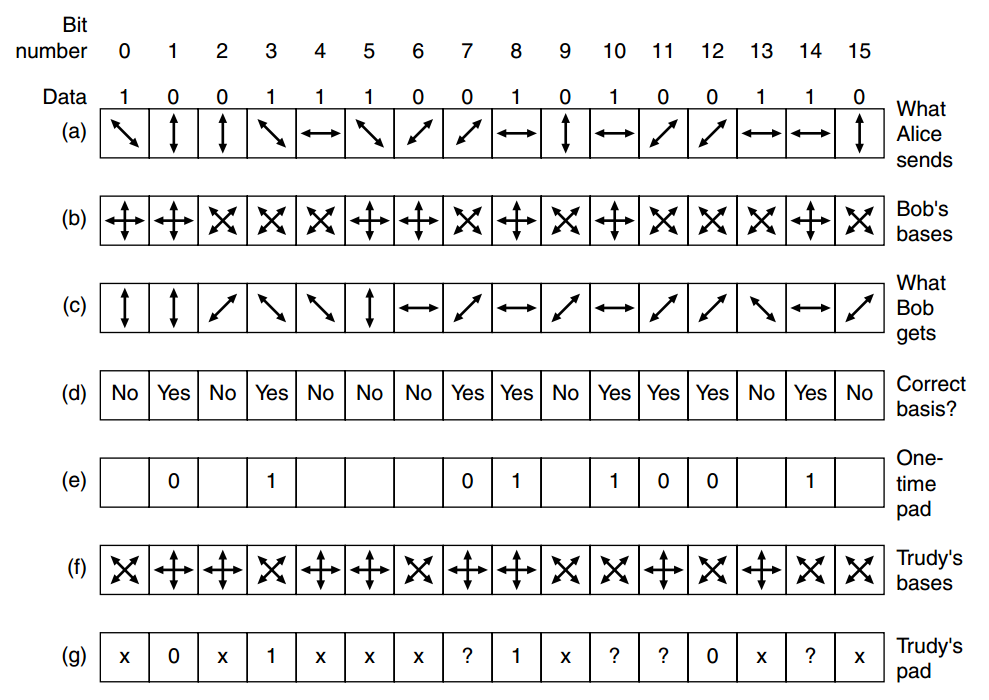 Bit
number 0 1 2 3 4 5 6 7 8 9 10 11 12 13 14 15
Data 1 0 0 1 1 1 0 0 1 0 1 0 0 1 1 0
(a) What
Alice
sends
(b) Bob's
bases
(c) What
Bob
gets
(d) No Yes No Yes No No No Yes Yes No Yes Yes Yes No Yes No Correct
basis?
(e) 0 1 0 1 1 0 0 1 One-
time
pad
(f) Trudy's
bases
(g) x 0 x 1 x x x ? 1 x ? ? 0 x ? x Trudy's
pad